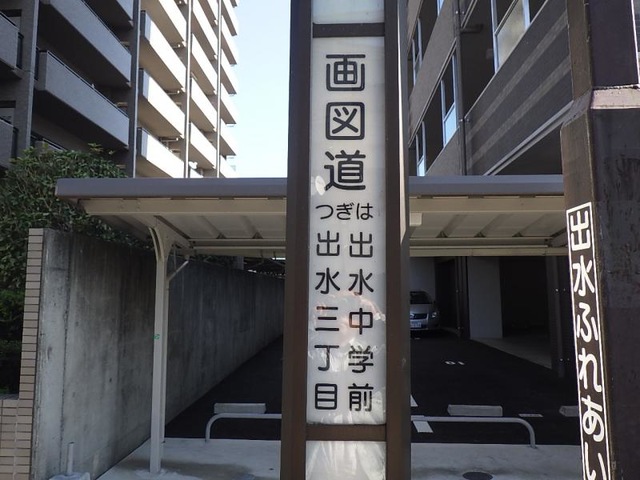 画図道
つぎは
出水中学前
出水三丁目
出水ふれあい
01